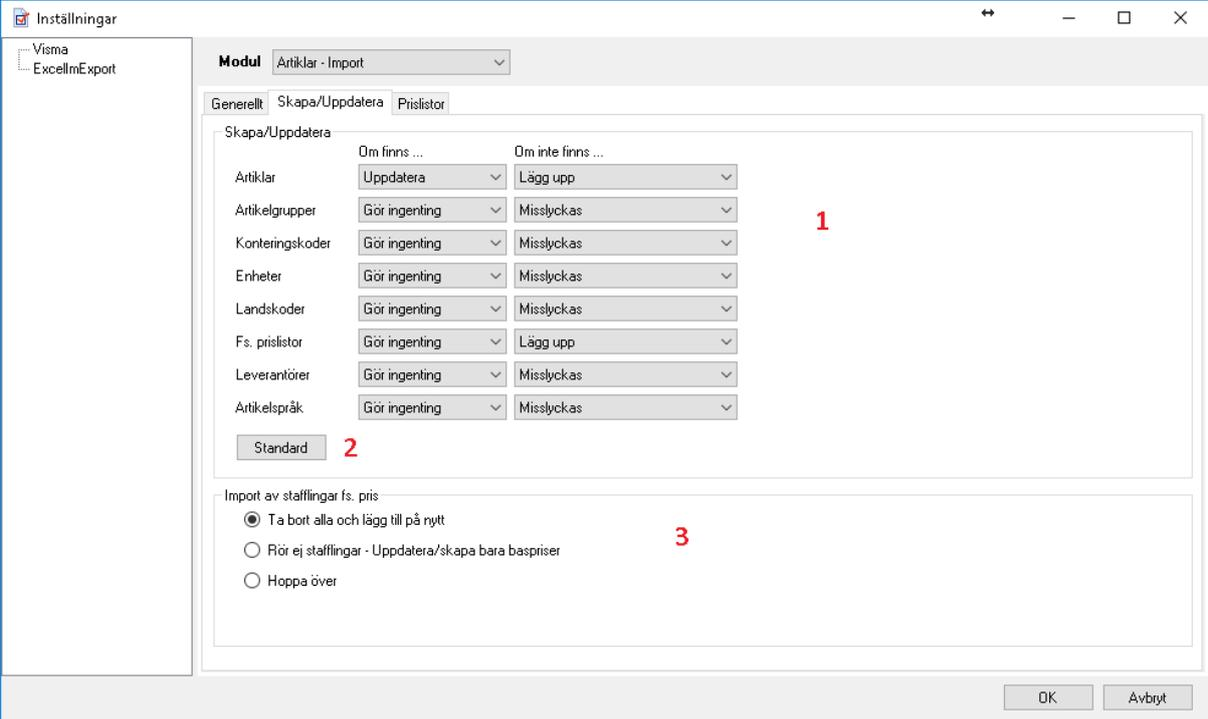 Inställningar
Visma
ExcelImExport
Modul Artiklar - Import
Generellt Skapa/Uppdatera Prislistor
Skapa/Uppdatera
Om finns ... Om inte finns ...
Artiklar Uppdatera Lägg upp
Artikelgrupper Gör ingenting Misslyckas
1
Konteringskoder Gör ingenting Misslyckas
Enheter Gör ingenting Misslyckas
Landskoder Gör ingenting Misslyckas
Fs. prislistor Gör ingenting Lägg upp
Leverantörer Gör ingenting Misslyckas
Artikelspråk Gör ingenting Misslyckas
Standard 2
Import av stafflingar fs. pris
Ta bort alla och lägg till på nytt
3
Rör ej stafflingar - Uppdatera/skapa bara baspriser
Hoppa över
OK Avbryt